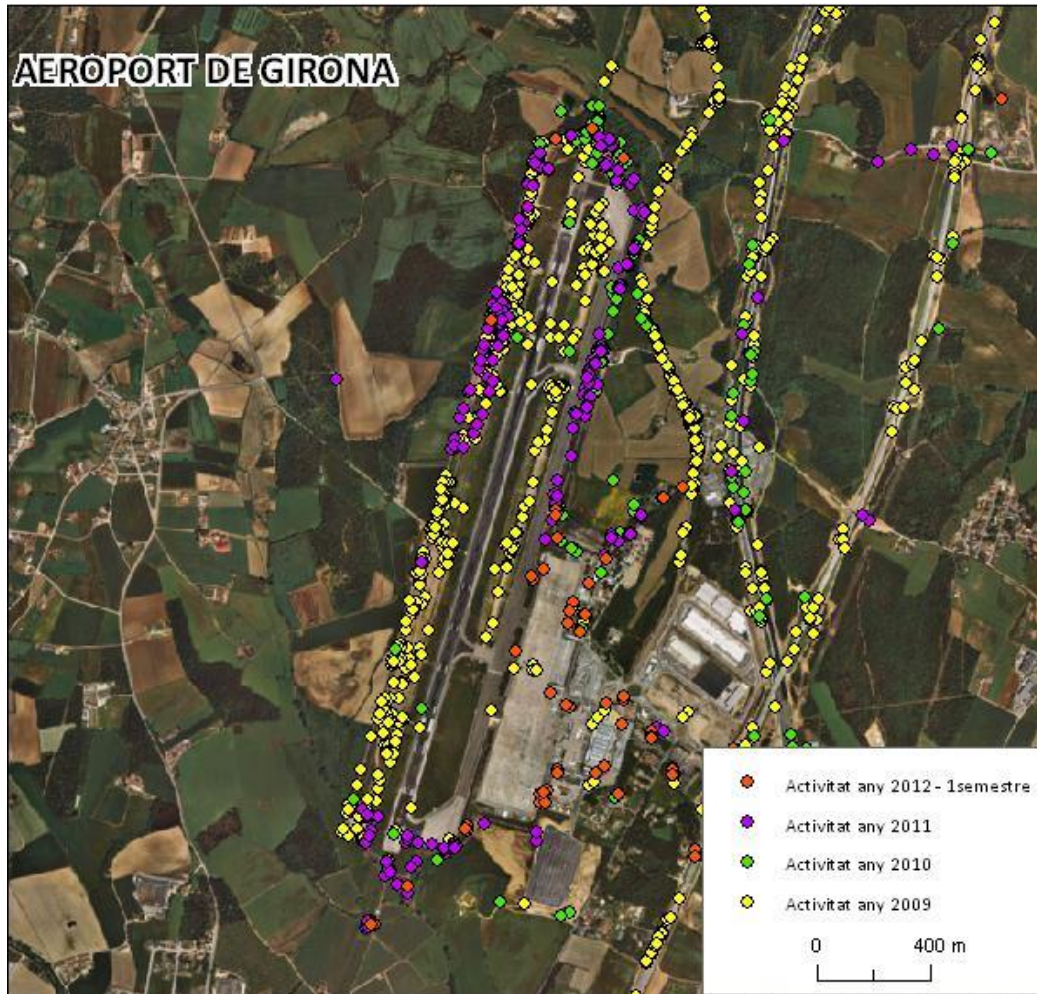 AEROPORT DE GIRONA
Activitat any 2012 - 1semestre
Activitat any 2011
Activitat any 2010
Activitat any 2009
0 400 m